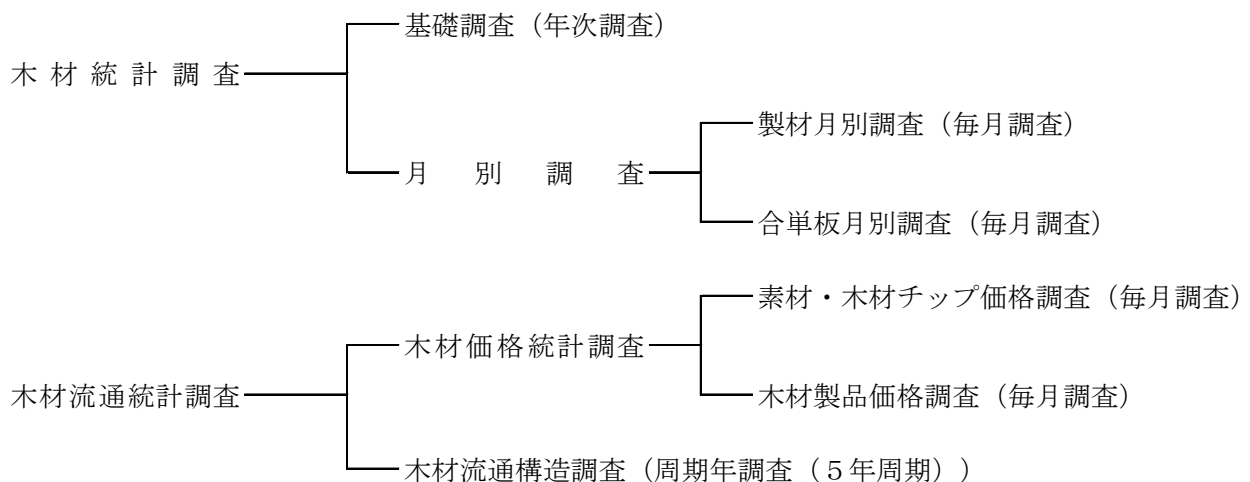 基礎調査（年次調査）
木材統計調査
製材月別調査（毎月調査）
月別調査
合単板月別調査（毎月調査）
素材・木材チップ価格調査（毎月調査）
木材価格統計調査
木材流通統計調査
木材製品価格調査（毎月調査）
木材流通構造調査（周期年調査（５年周期））